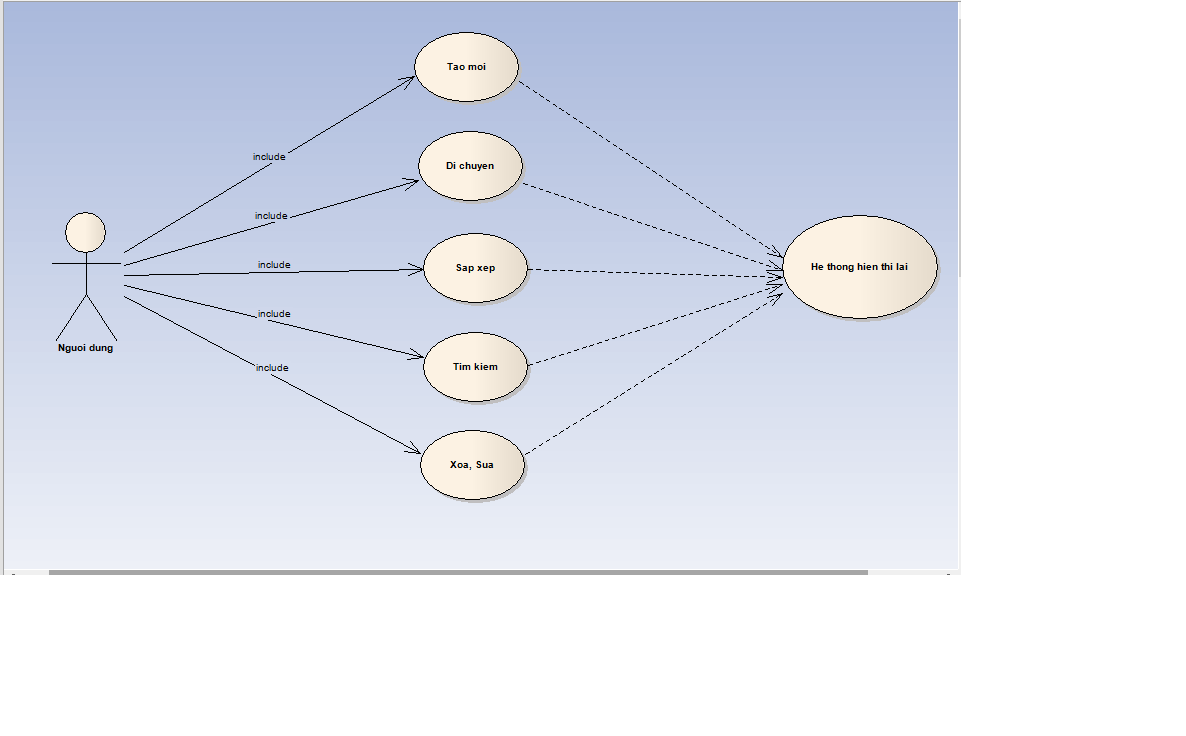 Tao moi
include
Di chuyen
include
Sap xep
include
He thong hien thi lai
include
Nguoi dung
Tim kiem
include
Xoa, Sua